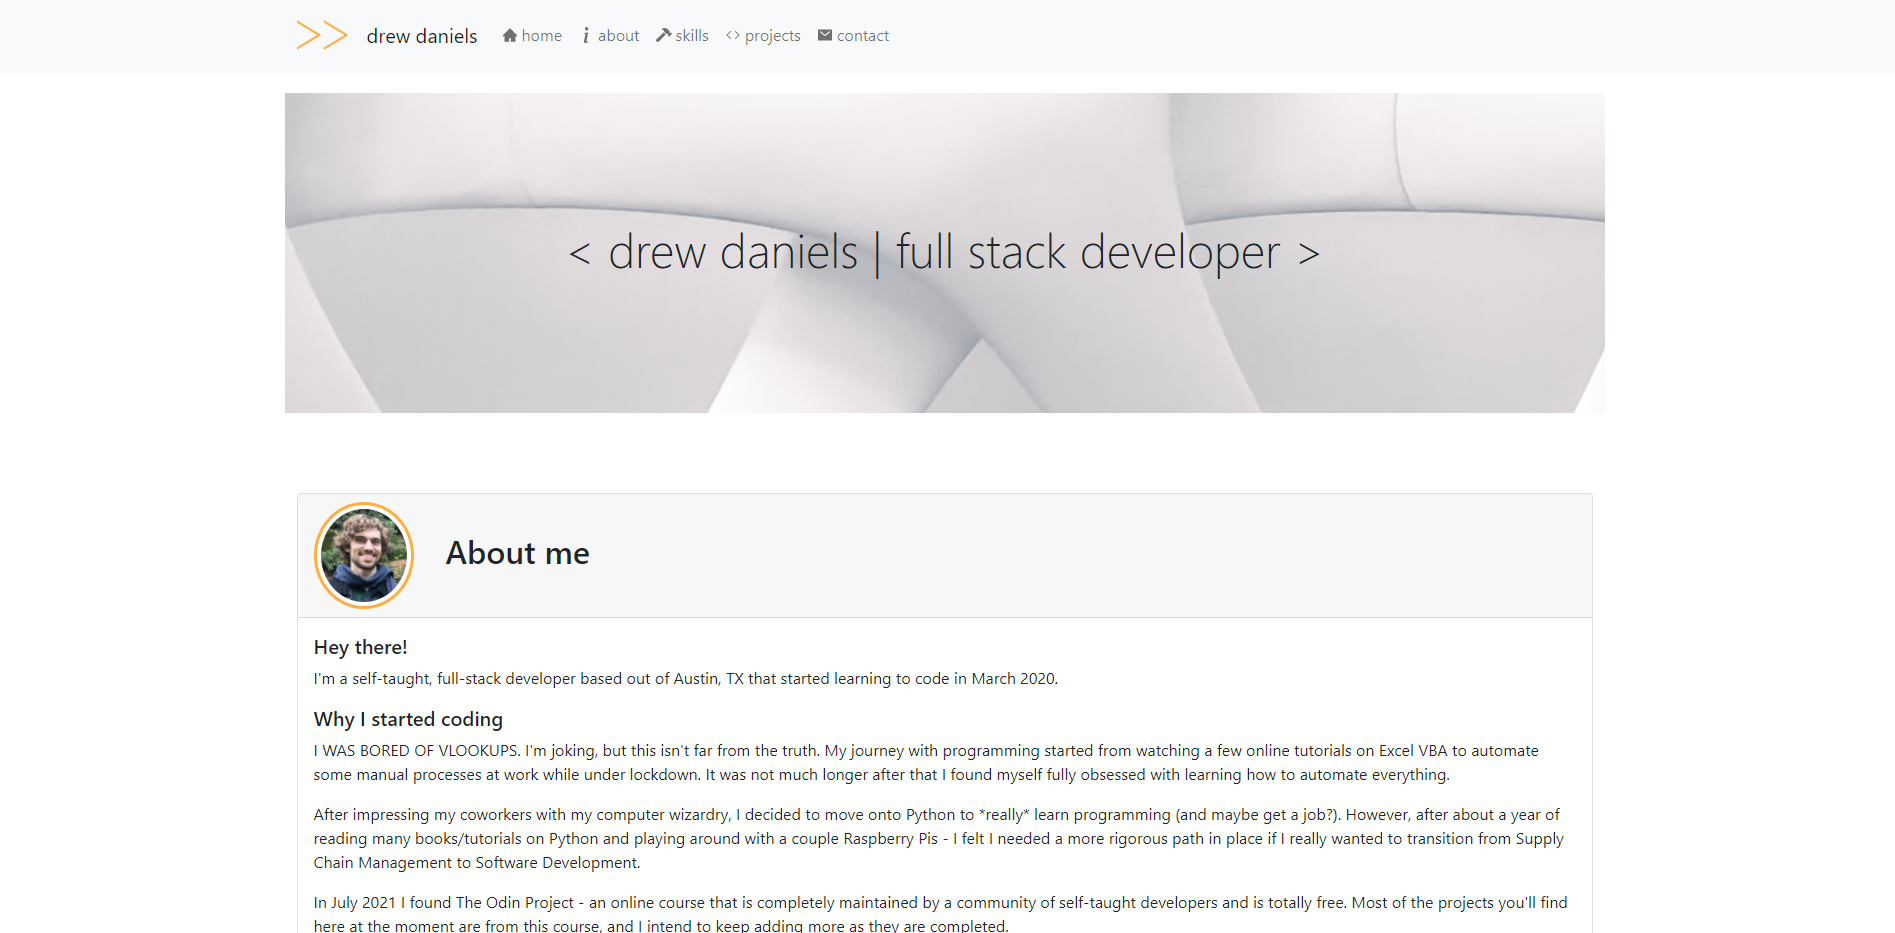 drew daniels home about skills projects contact
< drew daniels | full stack developer >
About me
Hey there!
I'm a self-taught, full-stack developer based out of Austin, TX that started learning to code in March 2020.
Why I started coding
I WAS BORED OF VLOOKUPS. I'm joking, but this isn't far from the truth. My journey with programming started from watching a few online tutorials on Excel VBA to automate
some manual processes at work while under lockdown. It was not much longer after that I found myself fully obsessed with learning how to automate everything.
After impressing my coworkers with my computer wizardry, I decided to move onto Python to *really* learn programming (and maybe get a job?). However, after about a year of
reading many books/tutorials on Python and playing around with a couple Raspberry Pis - I felt I needed a more rigorous path in place if I really wanted to transition from Supply
Chain Management to Software Development.
In July 2021 I found The Odin Project - an online course that is completely maintained by a community of self-taught developers and is totally free. Most of the projects you'll find
here at the moment are from this course, and I intend to keep adding more as they are completed.